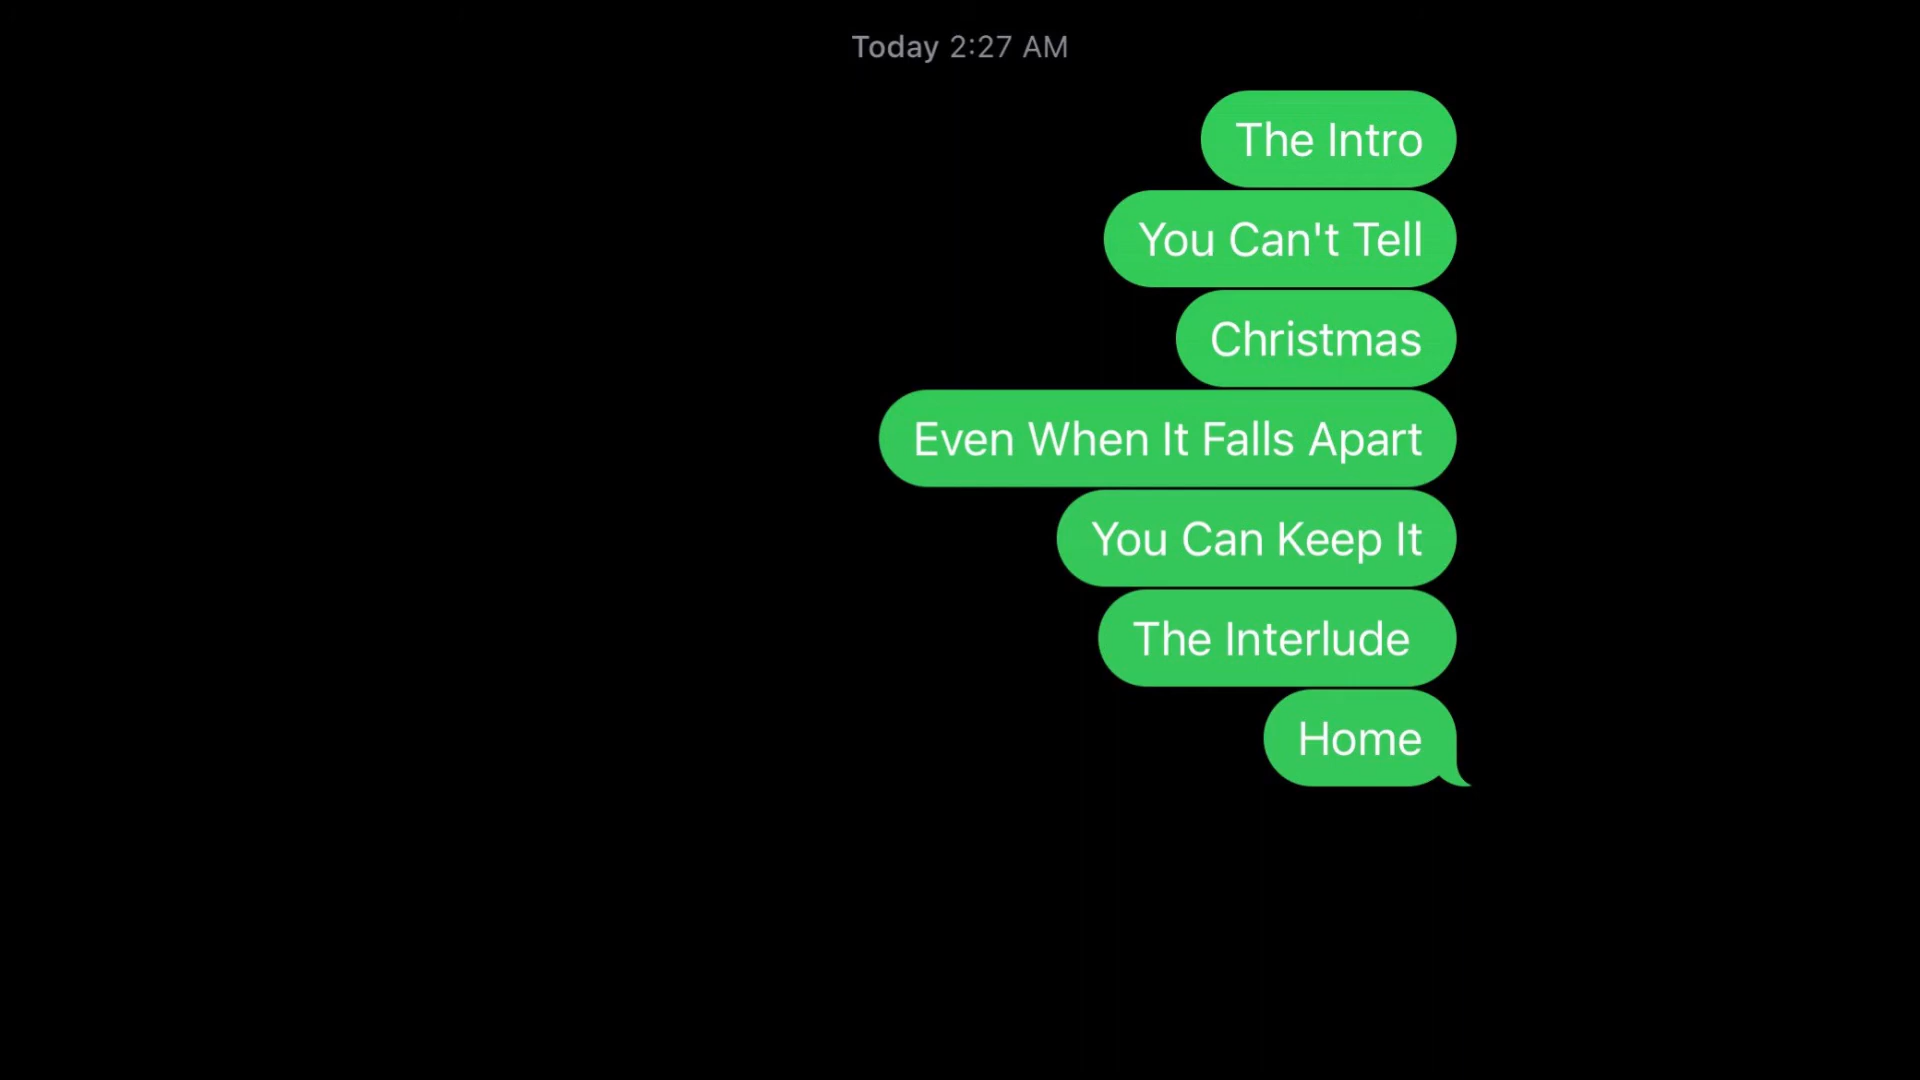 Today 2:27 AM
The Intro
You Can't Tell
Christmas
Even When It Falls Apart
You Can Keep It
The Interlude
Home